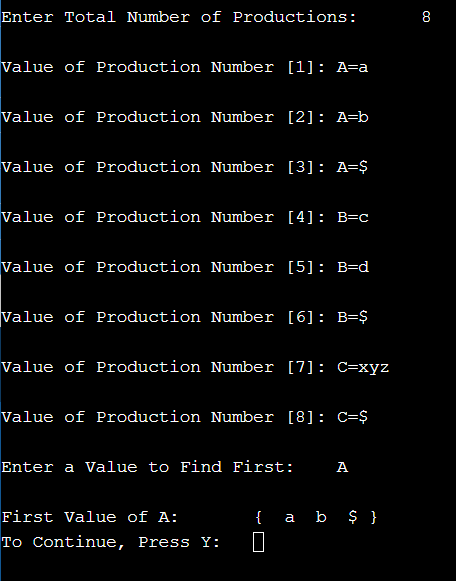 Enter Total Number of Productions: 8
Value of Production Number [1]: A=a
Value of Production Number [2]: A=b
Value of Production Number [3]: A=$
Value of Production Number [4]: B=c
Value of Production Number [5]: B=d
Value of Production Number [6]: B=$
Value of Production Number [7]: C=xyz
Value of Production Number [8]: C=$
Enter a Value to Find First: A
First Value of A: { a b $ }
To Continue, Press Y: